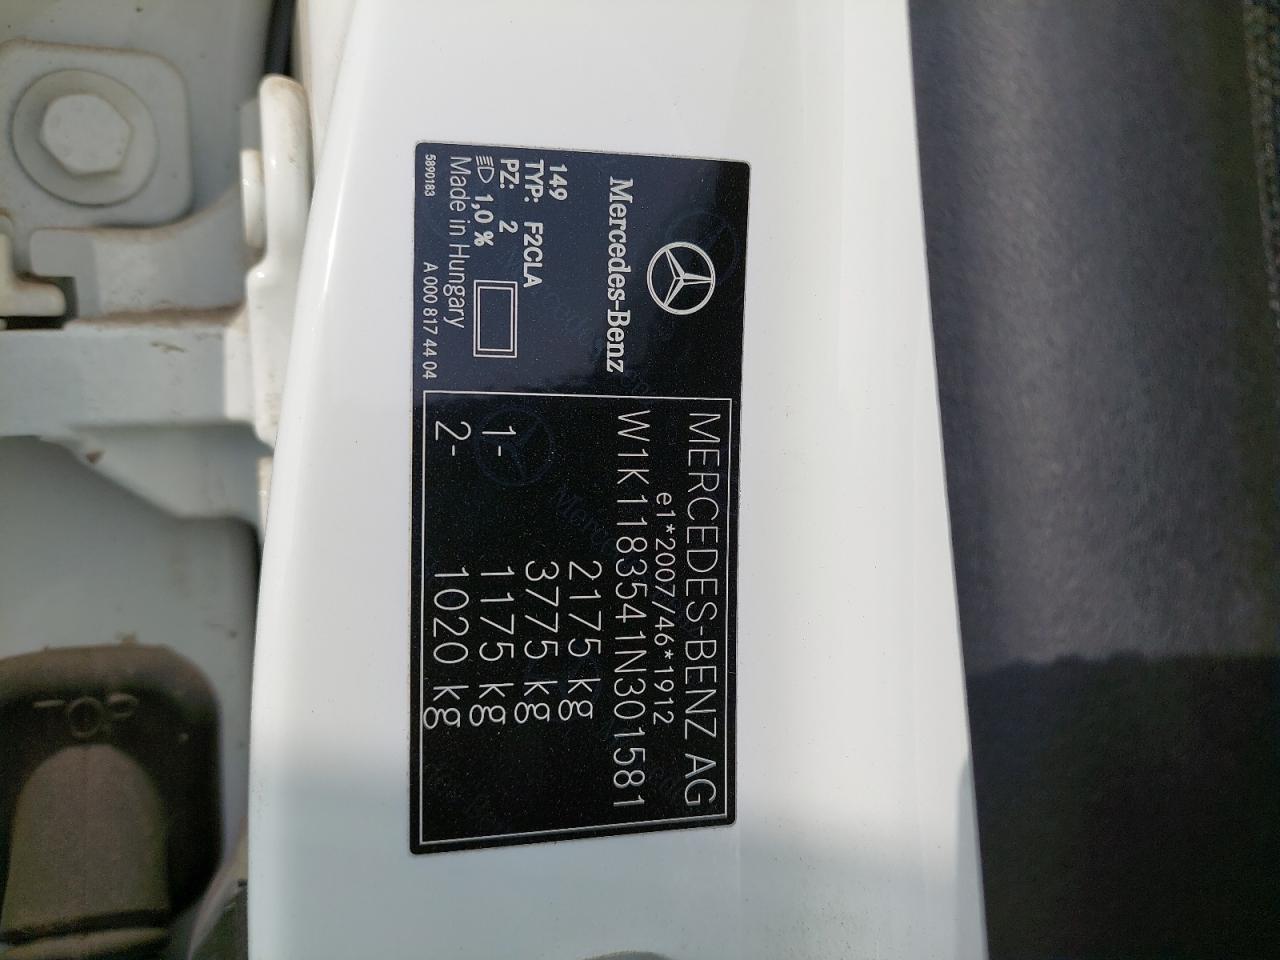 Mercedes-Benz
149
TYP: F2CLA
PZ: 2
1,0 %
Made in Hungary
5890183 A 000 817 44 04
MERCEDES-BENZ AG
e1*2007/46*1912
W1K1183541N301581
2175 kg
3775 kg
1- 1175 kg
2- 1020 kg